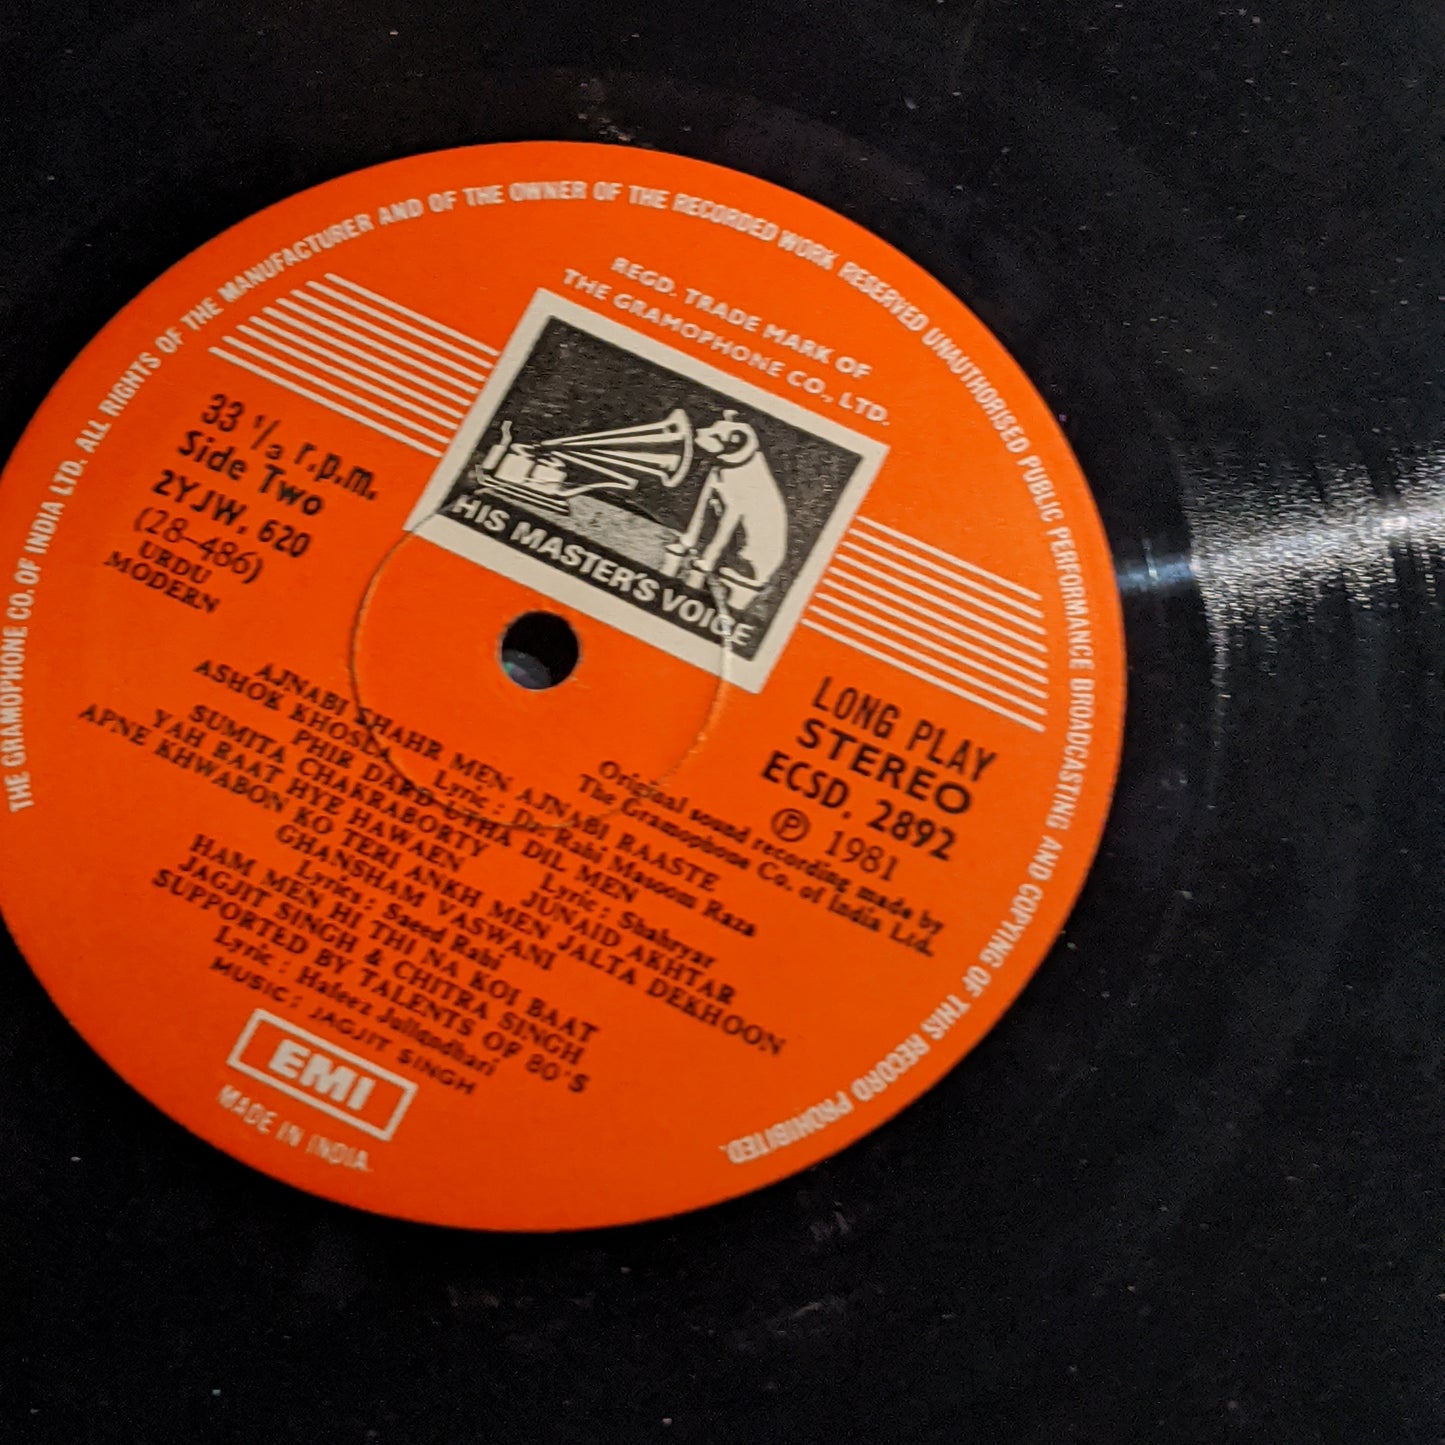 THE GRAMOPHONE CO. OF INDIA LTD. ALL RIGHTS OF THE MANUFACTURER AND OF THE OWNER OF THE RECORDED WORK RESERVED UNAUTHORISED PUBLIC PERFORMANCE BROADCASTING AND COPYING OF THIS RECORD PROHIBITED.
REGD. TRADE MARK OF
THE GRAMOPHONE CO., LTD.
HIS MASTER'S VOICE
33 1/3 r.p.m.
Side Two
2YJW. 620
(28-486)
URDU
MODERN
LONG PLAY
STEREO
ECSD. 2892
℗ 1981
Original sound recording made by
The Gramophone Co. of India Ltd.
AJNABI SHAHR MEN AJNABI RAASTE
ASHOK KHOSLA Lyric : Dr. Rabi Masoom Raza
PHIR DARD UTHA DIL MEN
SUMITA CHAKRABORTY Lyric : Shahryar
YAH RAAT HYE HAWAEN JUNAID AKHTAR
APNE KHWABON KO TERI ANKH MEN JALTA DEKHOON
GHANSHAM VASWANI
Lyrics : Saeed Rahi
HAM MEN HI THI NA KOI BAAT
JAGJIT SINGH & CHITRA SINGH
SUPPORTED BY TALENTS OF 80'S
Lyric : Hafeez Jullundhari
MUSIC : JAGJIT SINGH
EMI
MADE IN INDIA